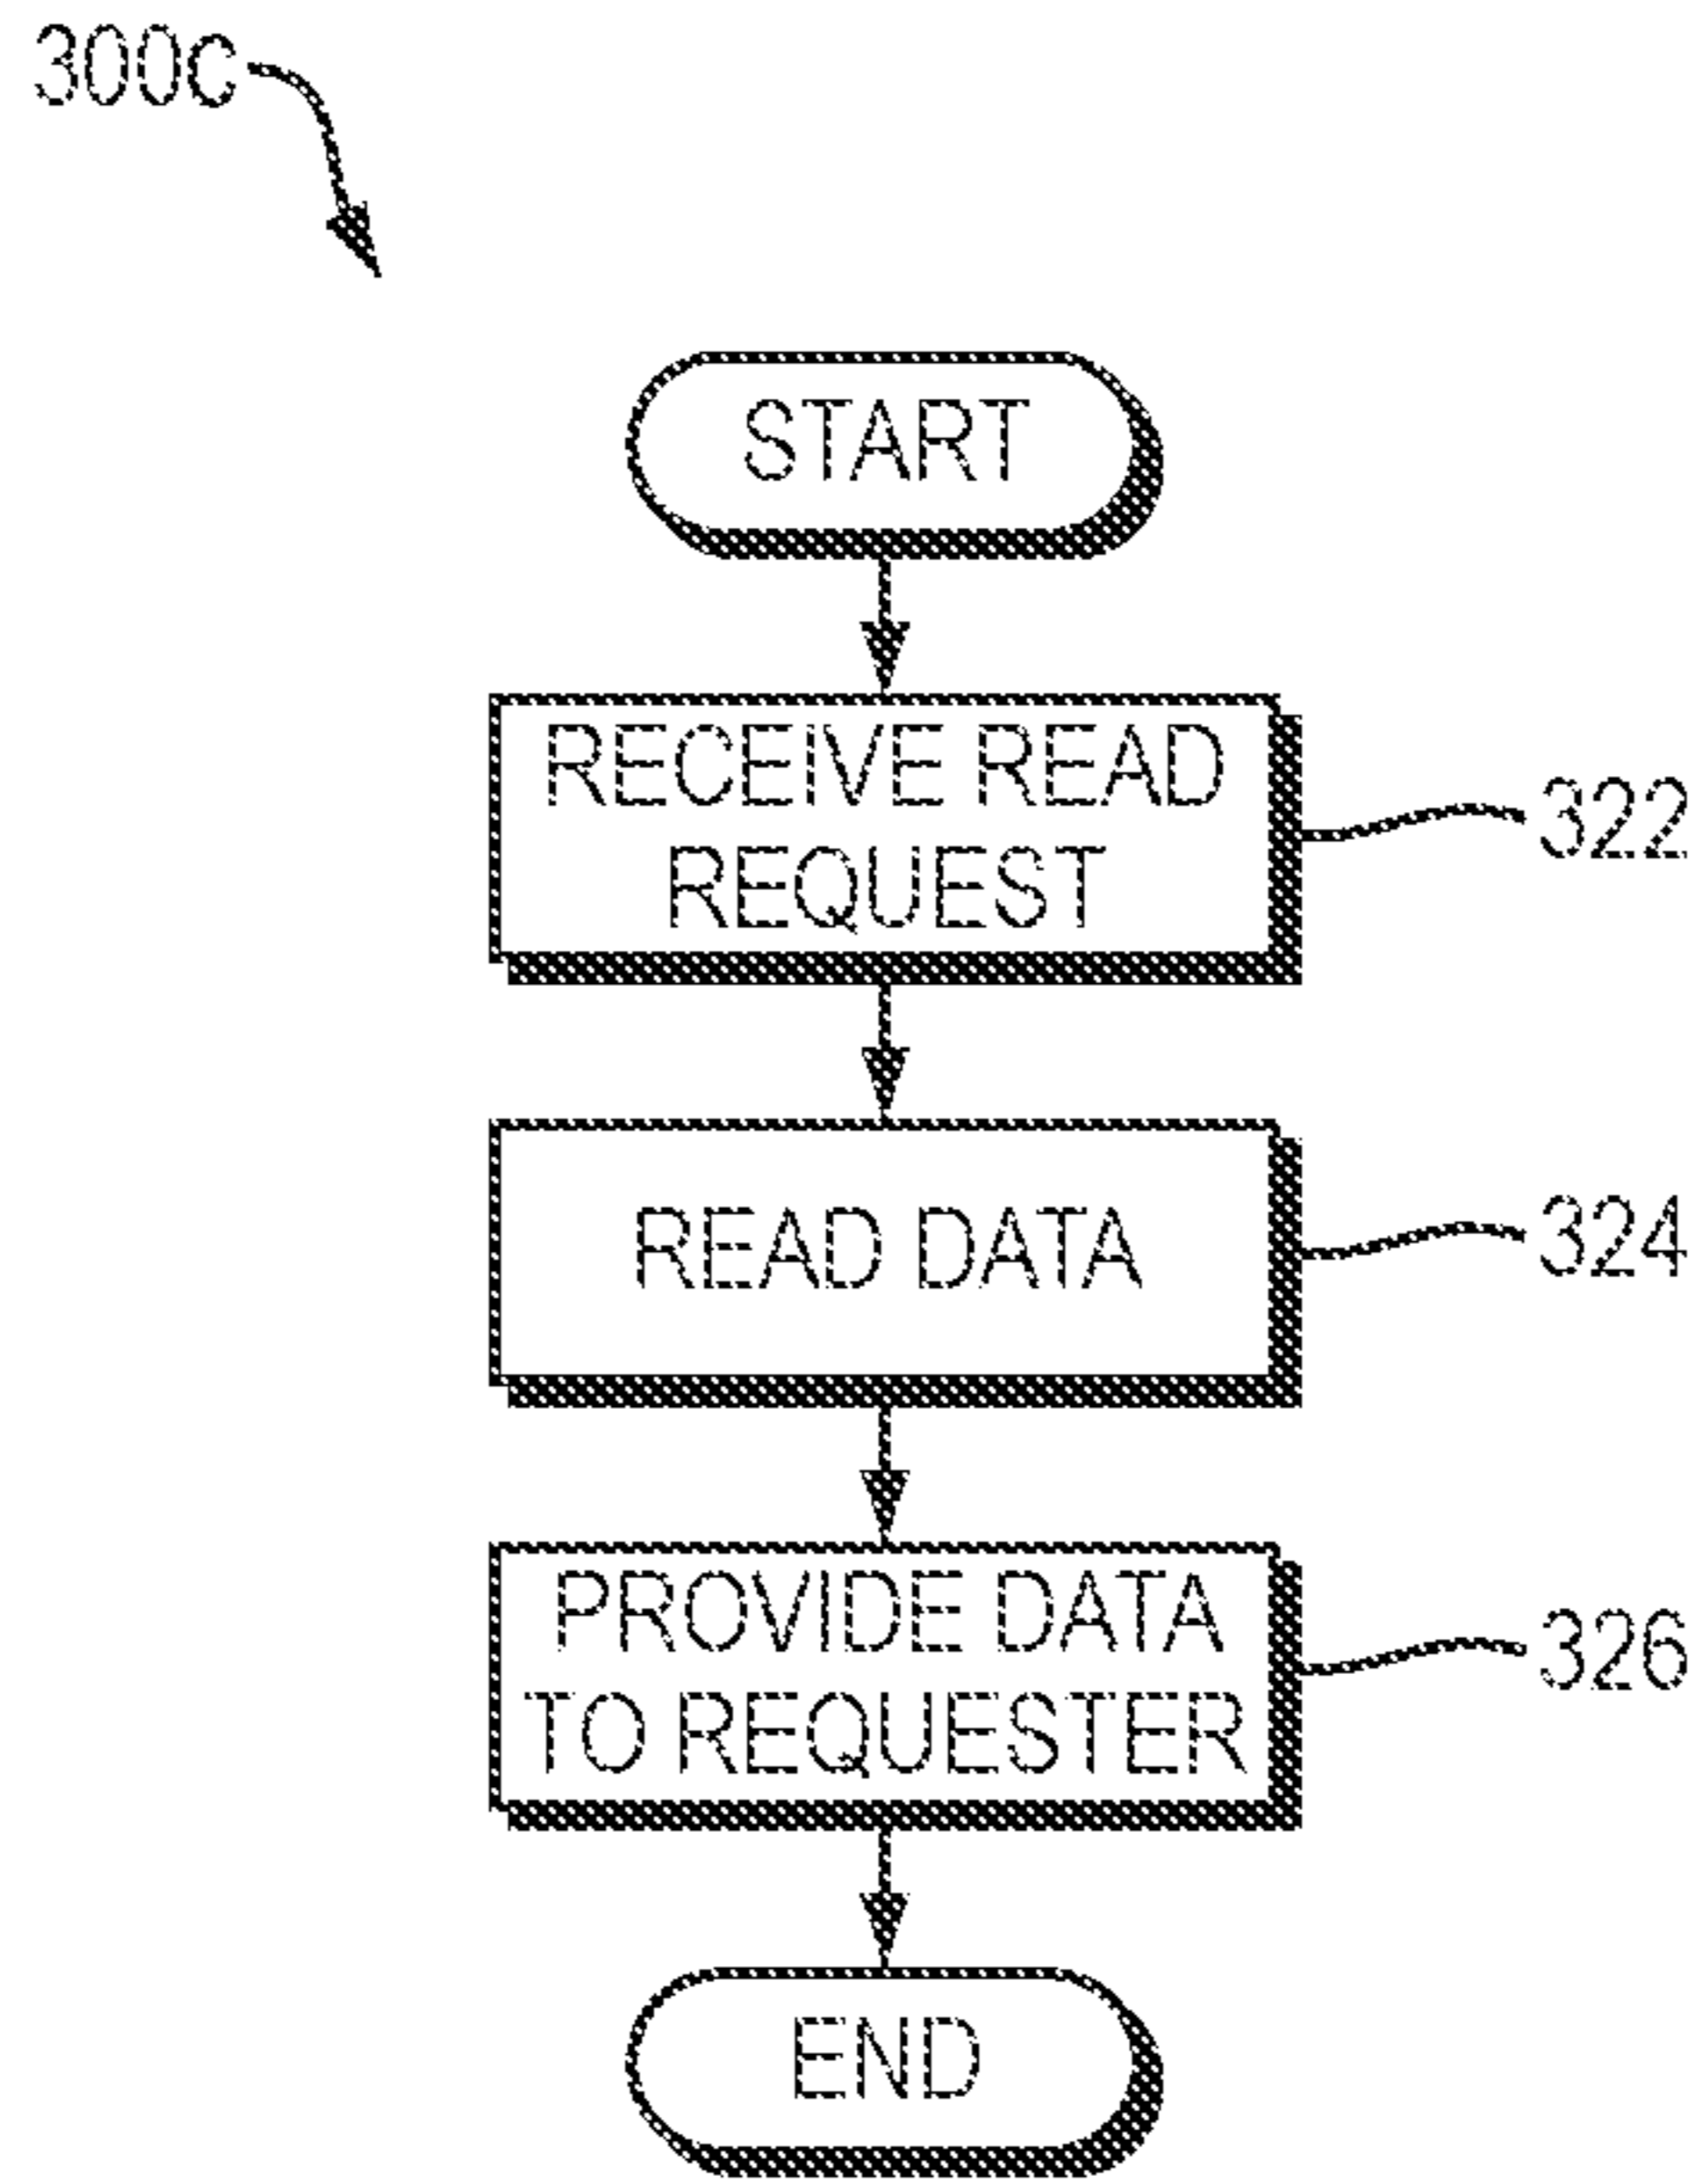 300C
START
RECEIVE READ
REQUEST
322
READ DATA
324
PROVIDE DATA
TO REQUESTER
326
END